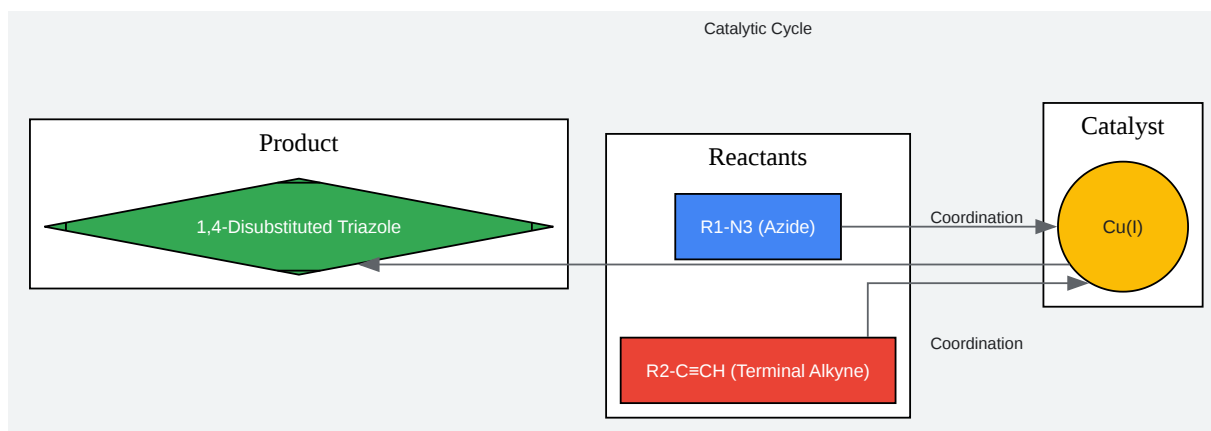 Catalytic Cycle
Product
1,4-Disubstituted Triazole
Reactants
R1-N3 (Azide)
R2-C≡CH (Terminal Alkyne)
Coordination
Coordination
Catalyst
Cu(I)